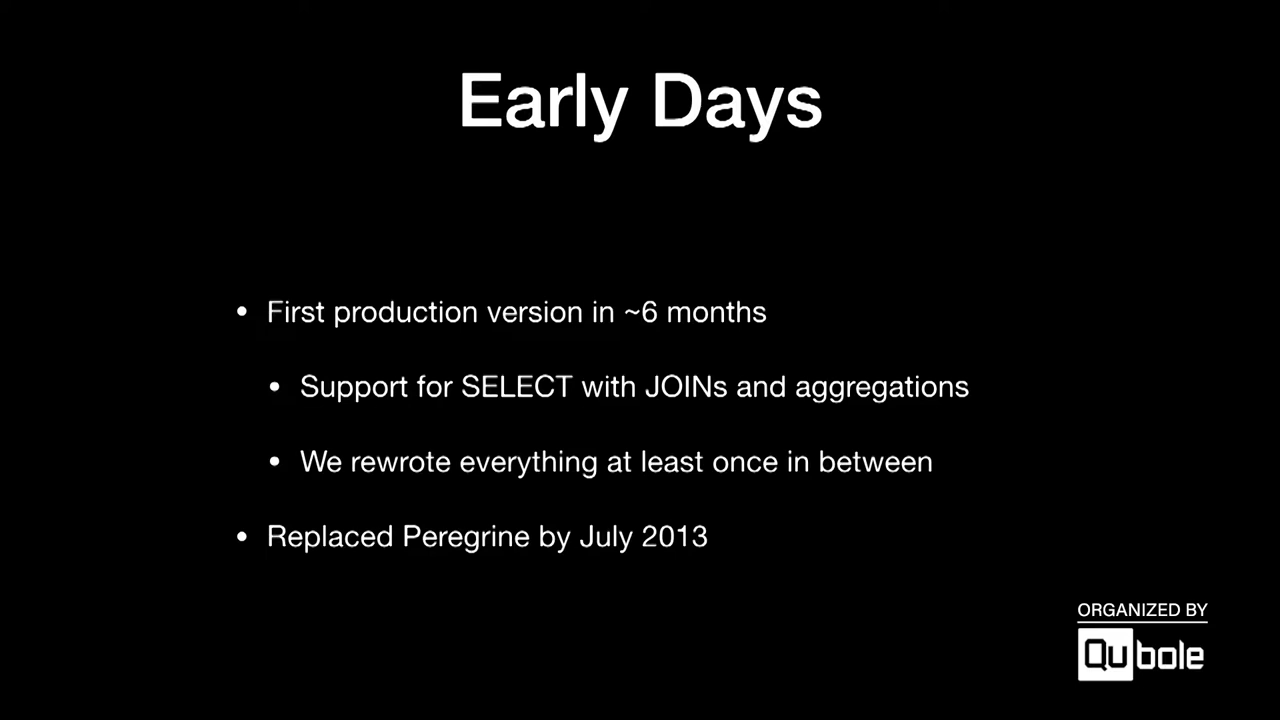 Early Days
• First production version in ~6 months
• Support for SELECT with JOINs and aggregations
• We rewrote everything at least once in between
• Replaced Peregrine by July 2013
ORGANIZED BY
Qubole